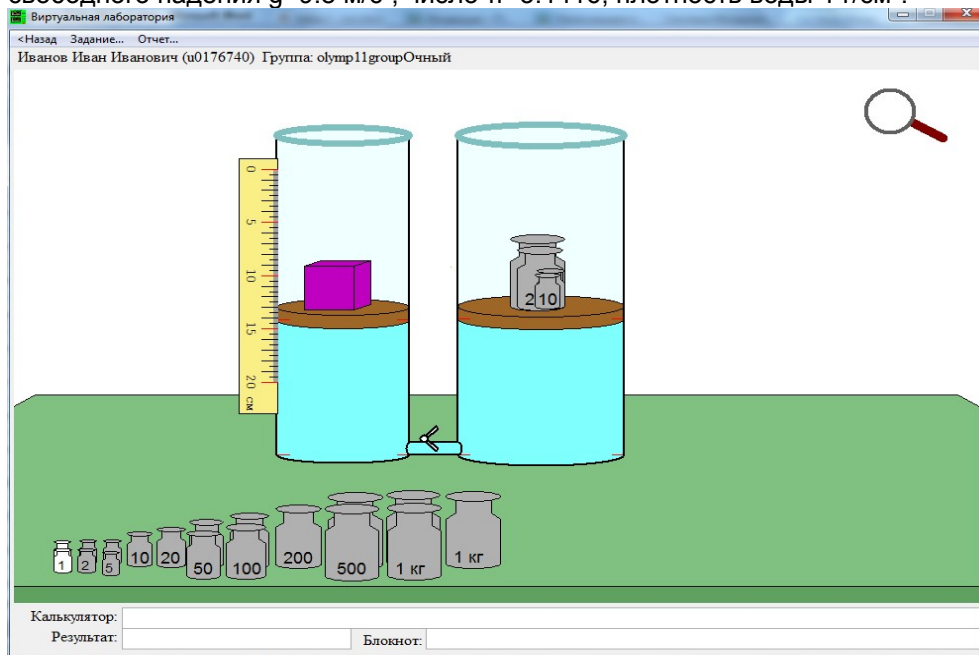 Виртуальная лаборатория
<Назад Задание... Отчет...
Иванов Иван Иванович (u0176740) Группа: olymp11groupОчный
0
5
10
15
20 см
2 10
1 2 5 10 20 50 100 200 500 1 кг 1 кг
Калькулятор:
Результат: Блокнот: